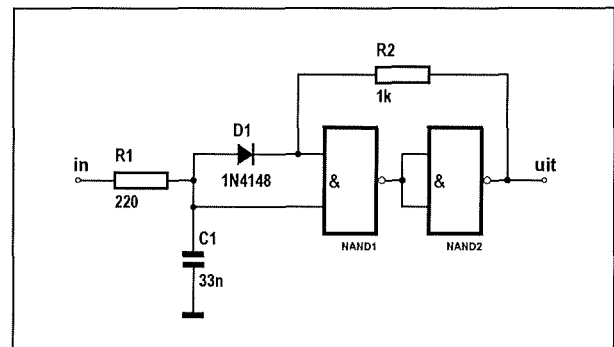 R2
1k
D1
1N4148
in
R1
220
&
&
uit
C1
33n
NAND1
NAND2